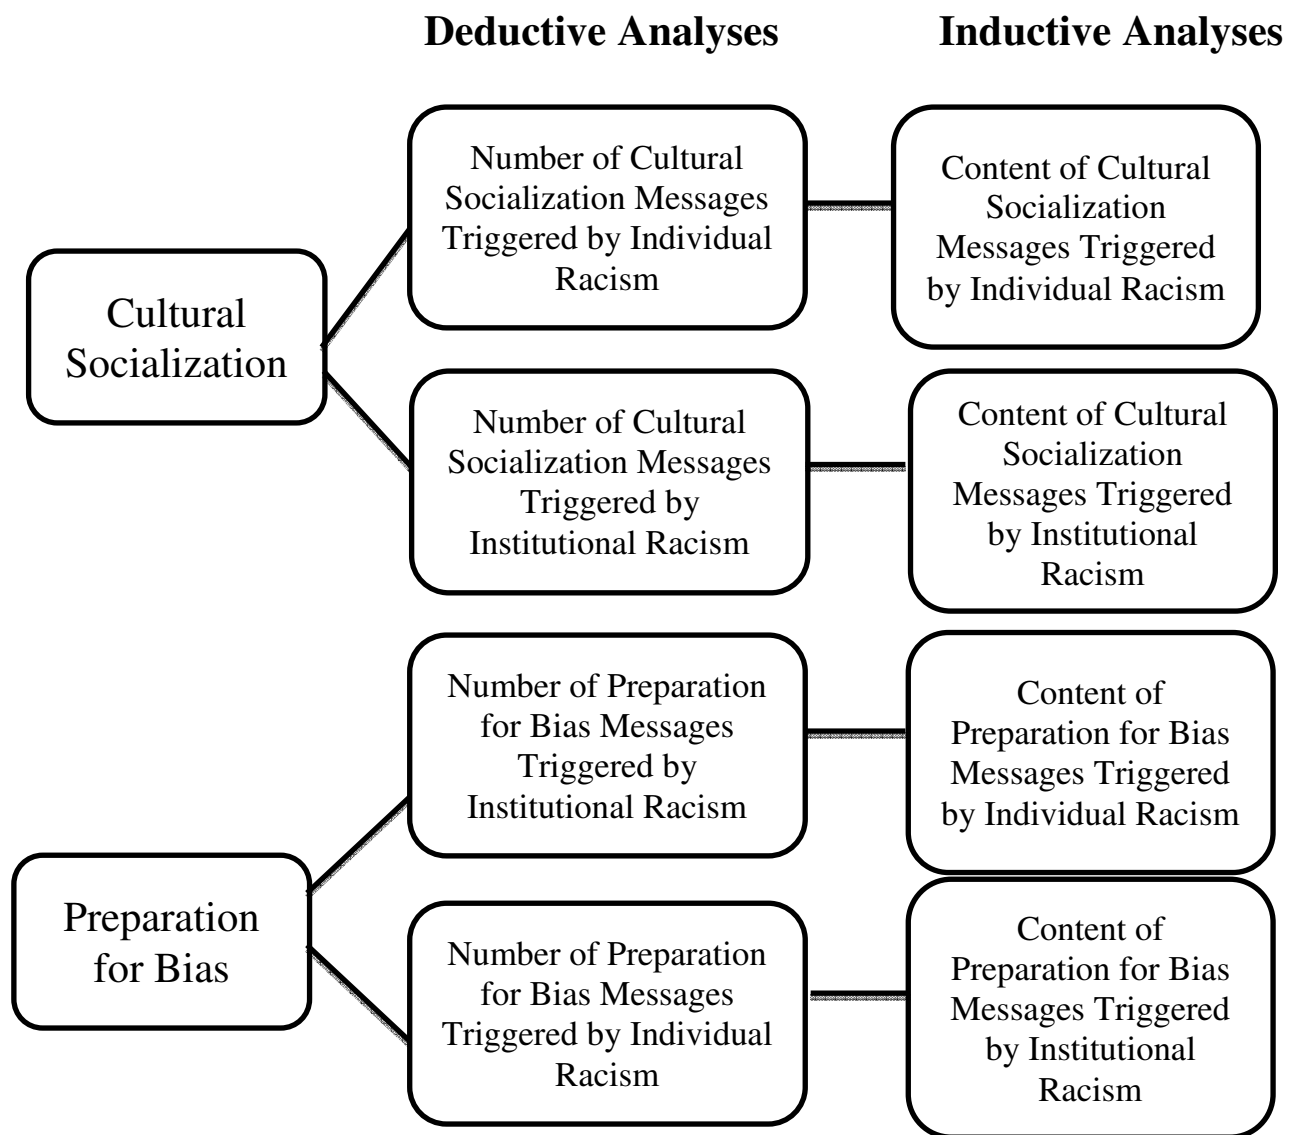 Deductive Analyses
Inductive Analyses
Cultural
Socialization
Number of Cultural
Socialization Messages
Triggered by Individual
Racism
Content of Cultural
Socialization
Messages Triggered
by Individual Racism
Number of Cultural
Socialization Messages
Triggered by
Institutional Racism
Content of Cultural
Socialization
Messages Triggered
by Institutional
Racism
Preparation
for Bias
Number of Preparation
for Bias Messages
Triggered by
Institutional Racism
Content of
Preparation for Bias
Messages Triggered
by Individual Racism
Number of Preparation
for Bias Messages
Triggered by Individual
Racism
Content of
Preparation for Bias
Messages Triggered
by Institutional
Racism